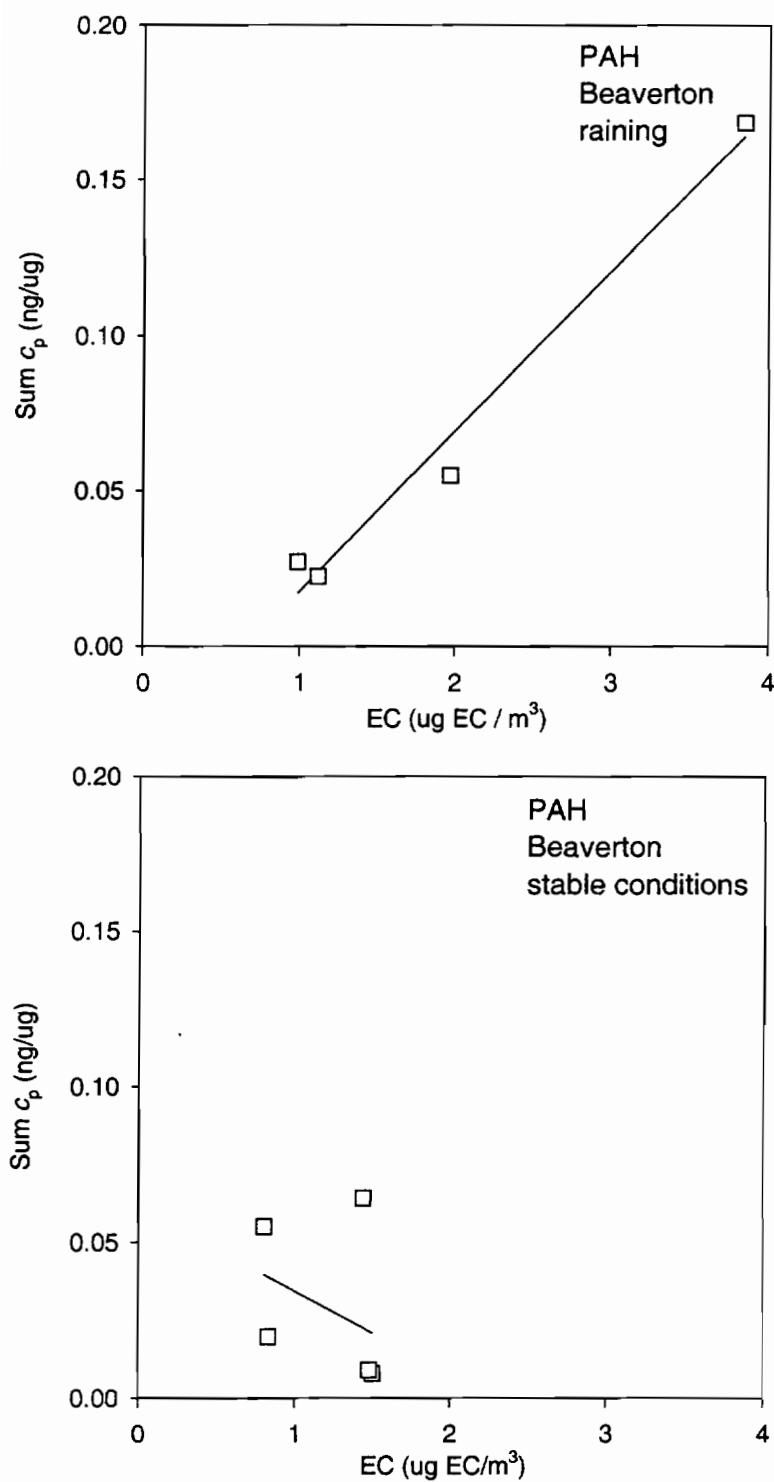 0.20
0.15
0.10
0.05
0.00
Sum cp (ng/ug)
PAH
Beaverton
raining
0
1
2
3
4
EC (ug EC / m³)
0.20
0.15
0.10
0.05
0.00
Sum cp (ng/ug)
PAH
Beaverton
stable conditions
0
1
2
3
4
EC (ug EC/m³)